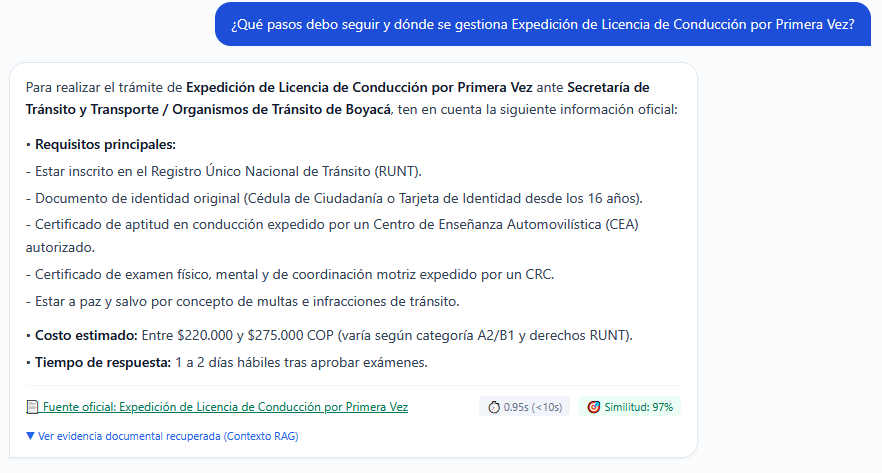 ¿Qué pasos debo seguir y dónde se gestiona Expedición de Licencia de Conducción por Primera Vez?
Para realizar el trámite de Expedición de Licencia de Conducción por Primera Vez ante Secretaría de
Tránsito y Transporte / Organismos de Tránsito de Boyacá, ten en cuenta la siguiente información oficial:
• Requisitos principales:
- Estar inscrito en el Registro Único Nacional de Tránsito (RUNT).
- Documento de identidad original (Cédula de Ciudadanía o Tarjeta de Identidad desde los 16 años).
- Certificado de aptitud en conducción expedido por un Centro de Enseñanza Automovilística (CEA)
autorizado.
- Certificado de examen físico, mental y de coordinación motriz expedido por un CRC.
- Estar a paz y salvo por concepto de multas e infracciones de tránsito.
• Costo estimado: Entre $220.000 y $275.000 COP (varía según categoría A2/B1 y derechos RUNT).
• Tiempo de respuesta: 1 a 2 días hábiles tras aprobar exámenes.
Fuente oficial: Expedición de Licencia de Conducción por Primera Vez
0.95s (<10s)
Similitud: 97%
▼ Ver evidencia documental recuperada (Contexto RAG)